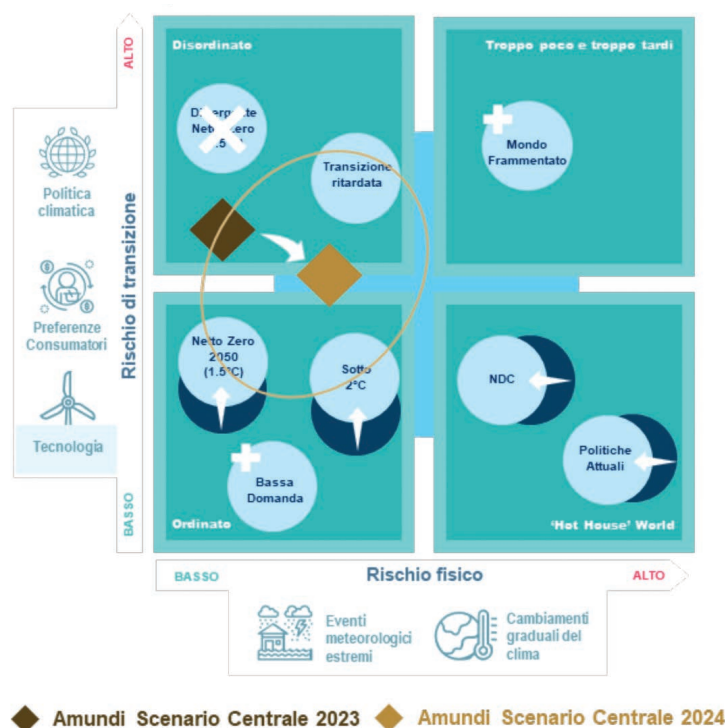 ALTO
Disordinato
Troppo poco e troppo tardi
Netto Zero
Transizione
ritardata
Mondo
Frammentato
Politica
climatica
Preferenze
Consumatori
Tecnologia
Rischio di transizione
BASSO
Netto Zero
2050
(1.5°C)
Sotto
2°C
NDC
Politiche
Attuali
Bassa
Domanda
Ordinato
'Hot House' World
BASSO
Rischio fisico
ALTO
Eventi
meteorologici
estremi
Cambiamenti
graduali del
clima
Amundi Scenario Centrale 2023
Amundi Scenario Centrale 2024